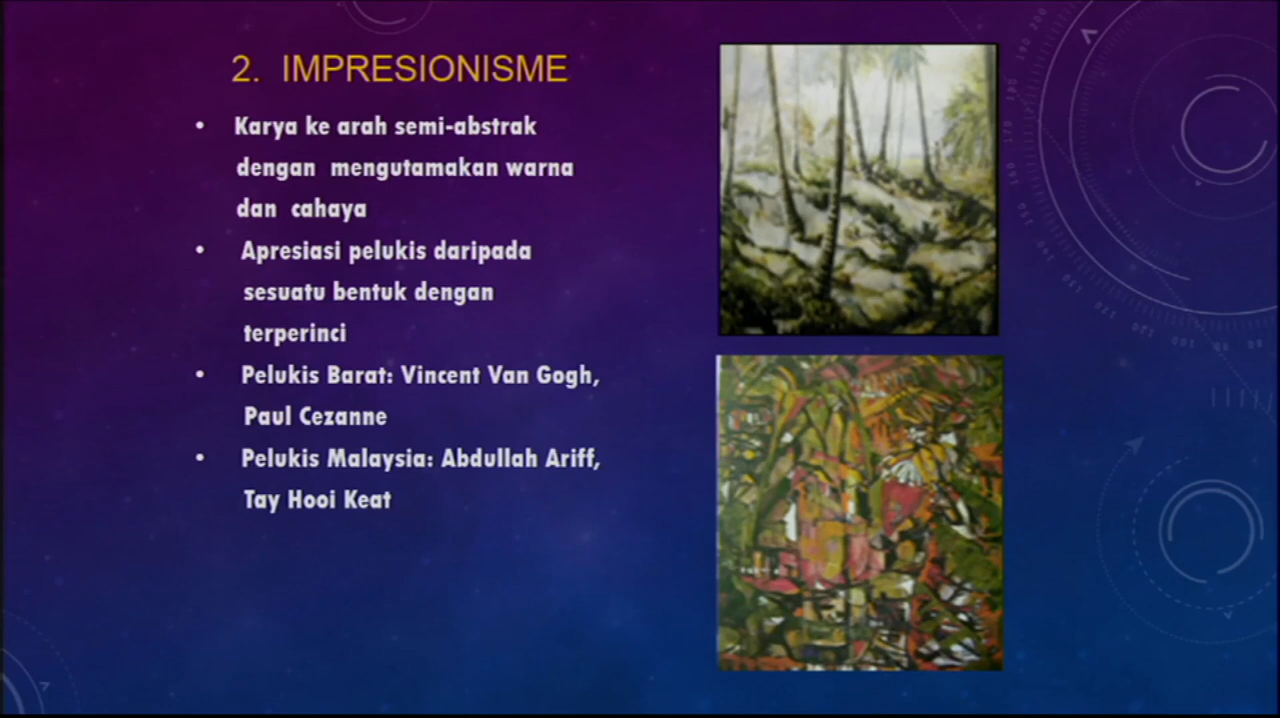 2. IMPRESIONISME
• Karya ke arah semi-abstrak
dengan mengutamakan warna
dan cahaya
• Apresiasi pelukis daripada
sesuatu bentuk dengan
terperinci
• Pelukis Barat: Vincent Van Gogh,
Paul Cezanne
• Pelukis Malaysia: Abdullah Ariff,
Tay Hooi Keat